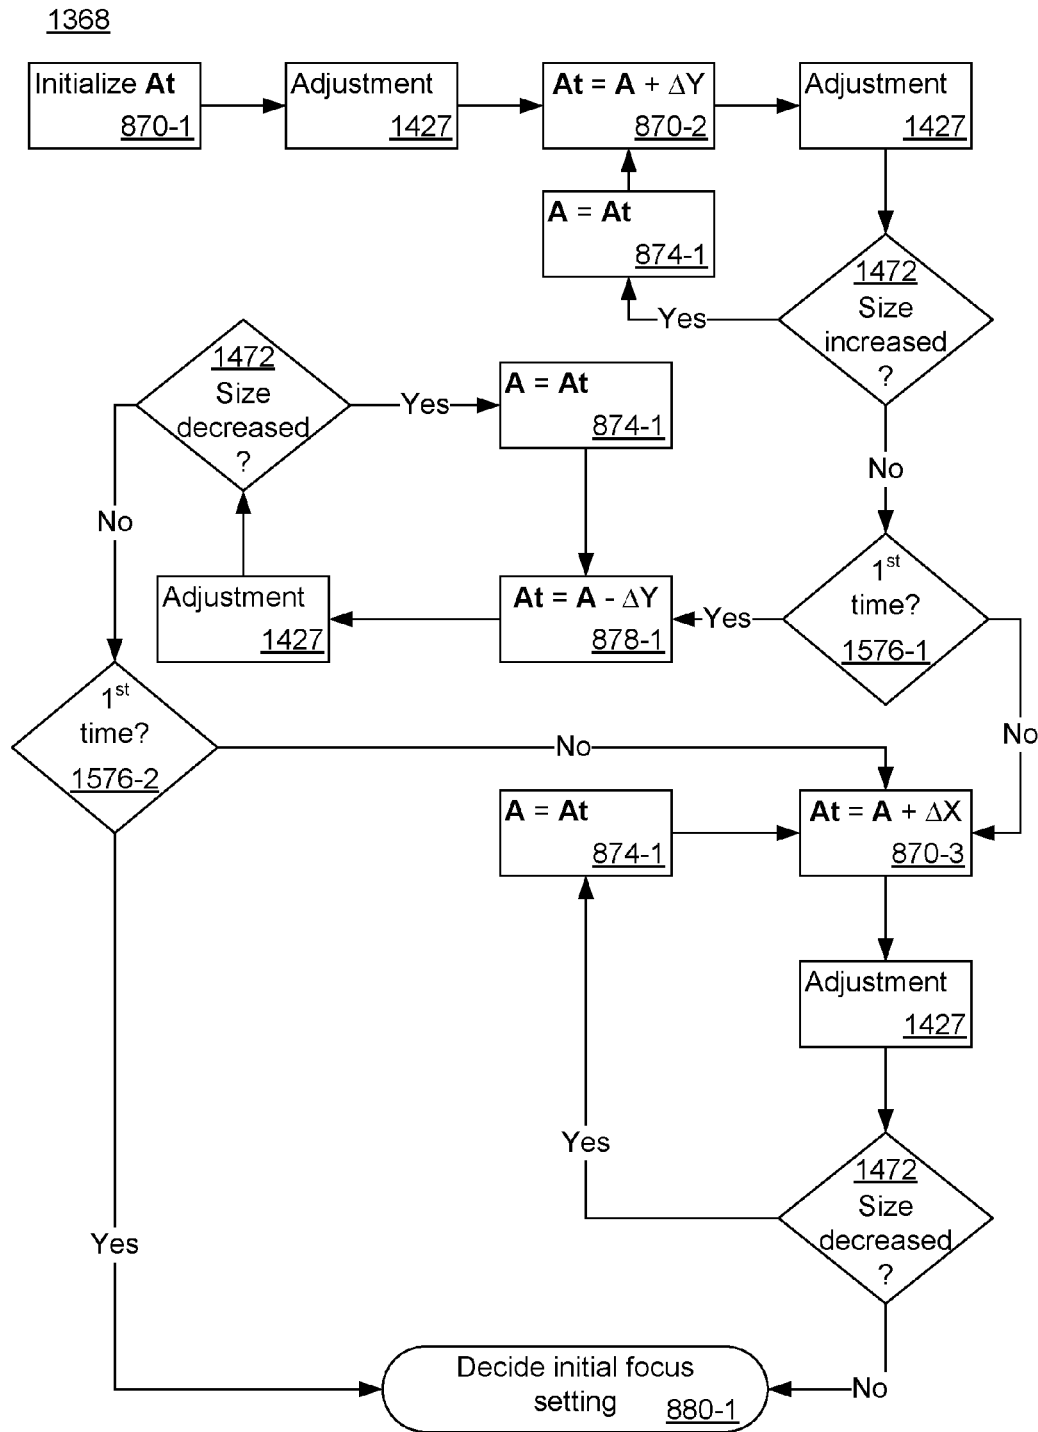 1368
Initialize At
870-1
Adjustment
1427
At = A + ΔY
870-2
Adjustment
1427
A = At
874-1
1472
Size
increased
?
Yes
No
1472
Size
decreased
?
Yes
No
A = At
874-1
1st
time?
1576-1
Yes
No
At = A - ΔY
878-1
Adjustment
1427
1st
time?
1576-2
No
Yes
A = At
874-1
At = A + ΔX
870-3
Adjustment
1427
1472
Size
decreased
?
Yes
No
Decide initial focus
setting
880-1